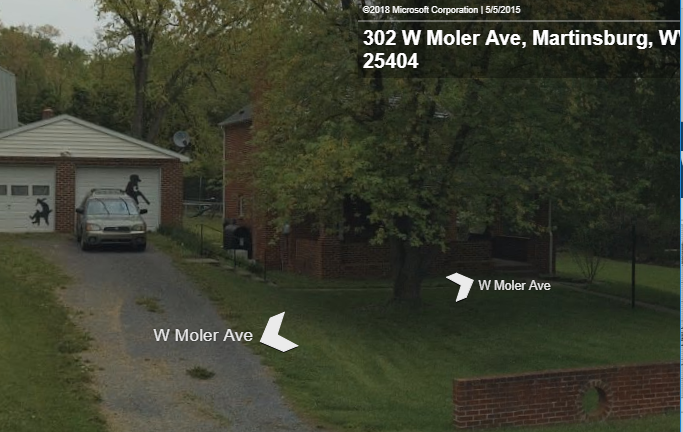 ©2018 Microsoft Corporation | 5/5/2015
302 W Moler Ave, Martinsburg, W
25404
W Moler Ave
W Moler Ave